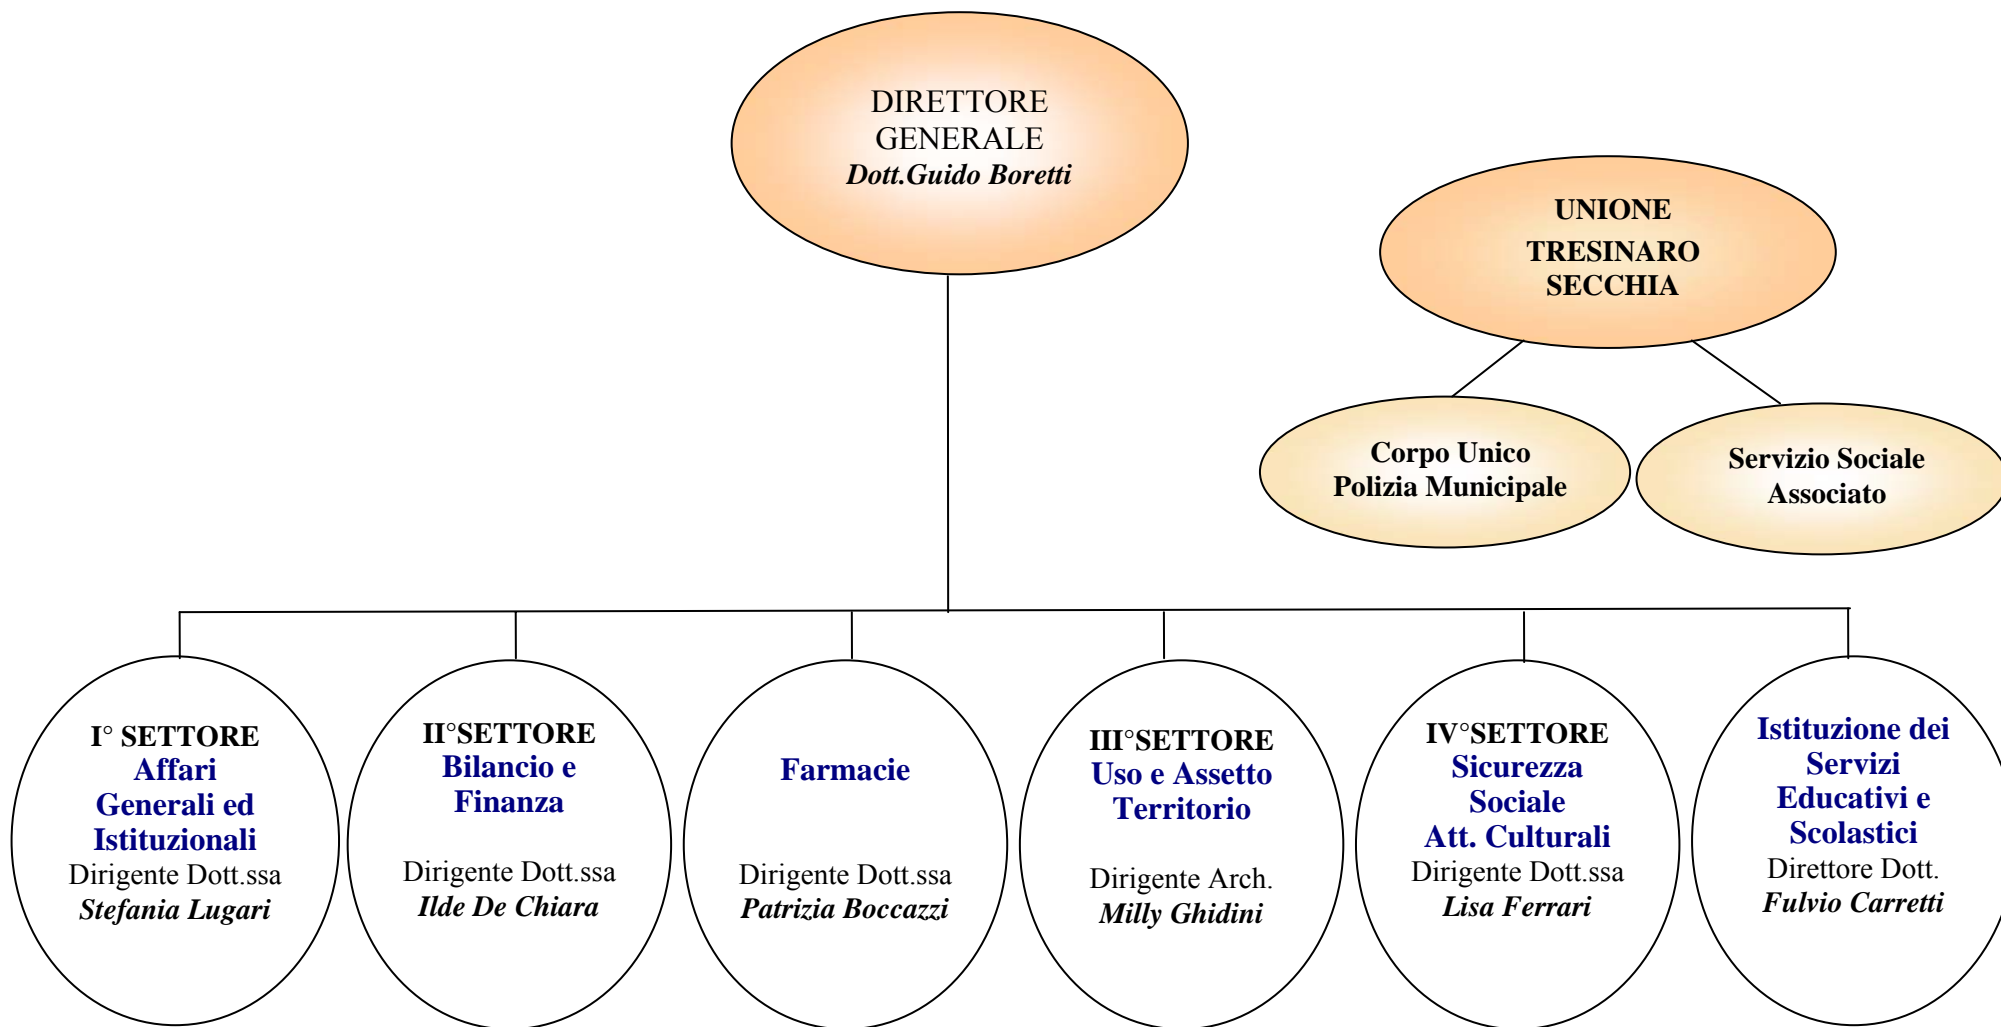 DIRETTORE
GENERALE
Dott.Guido Boretti
UNIONE
TRESINARO
SECCHIA
Corpo Unico
Polizia Municipale
Servizio Sociale
Associato
I° SETTORE
Affari
Generali ed
Istituzionali
Dirigente Dott.ssa
Stefania Lugari
II°SETTORE
Bilancio e
Finanza
Dirigente Dott.ssa
Ilde De Chiara
Farmacie
Dirigente Dott.ssa
Patrizia Boccazzi
III°SETTORE
Uso e Assetto
Territorio
Dirigente Arch.
Milly Ghidini
IV°SETTORE
Sicurezza
Sociale
Att. Culturali
Dirigente Dott.ssa
Lisa Ferrari
Istituzione dei
Servizi
Educativi e
Scolastici
Direttore Dott.
Fulvio Carretti